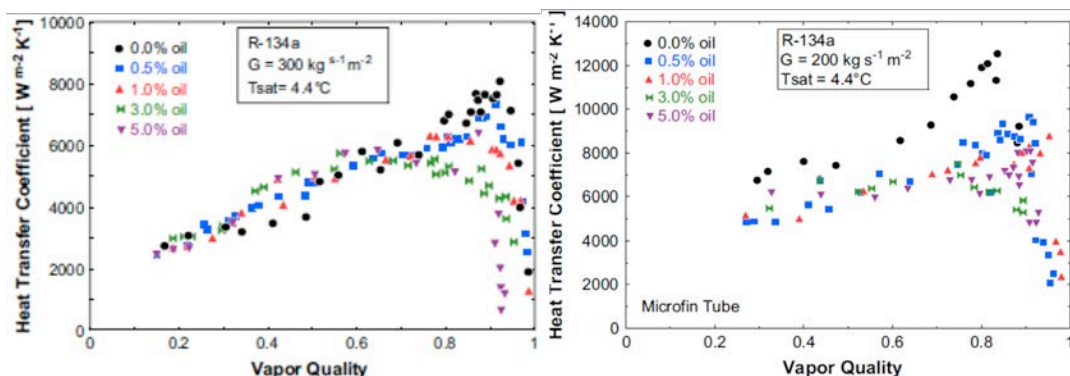 Heat Transfer Coefficient [ W m-2 K-1]
10000
8000
6000
4000
2000
0
0.0% oil
0.5% oil
1.0% oil
3.0% oil
5.0% oil
R-134a
G = 300 kg s-1 m-2
Tsat= 4.4°C
0
0.2
0.4
0.6
0.8
1
Vapor Quality
Heat Transfer Coefficient [ W m-2 K-1]
14000
12000
10000
8000
6000
4000
2000
0
0.0% oil
0.5% oil
1.0% oil
3.0% oil
5.0% oil
R-134a
G = 200 kg s-1 m-2
Tsat = 4.4°C
Microfin Tube
0
0.2
0.4
0.6
0.8
1
Vapor Quality